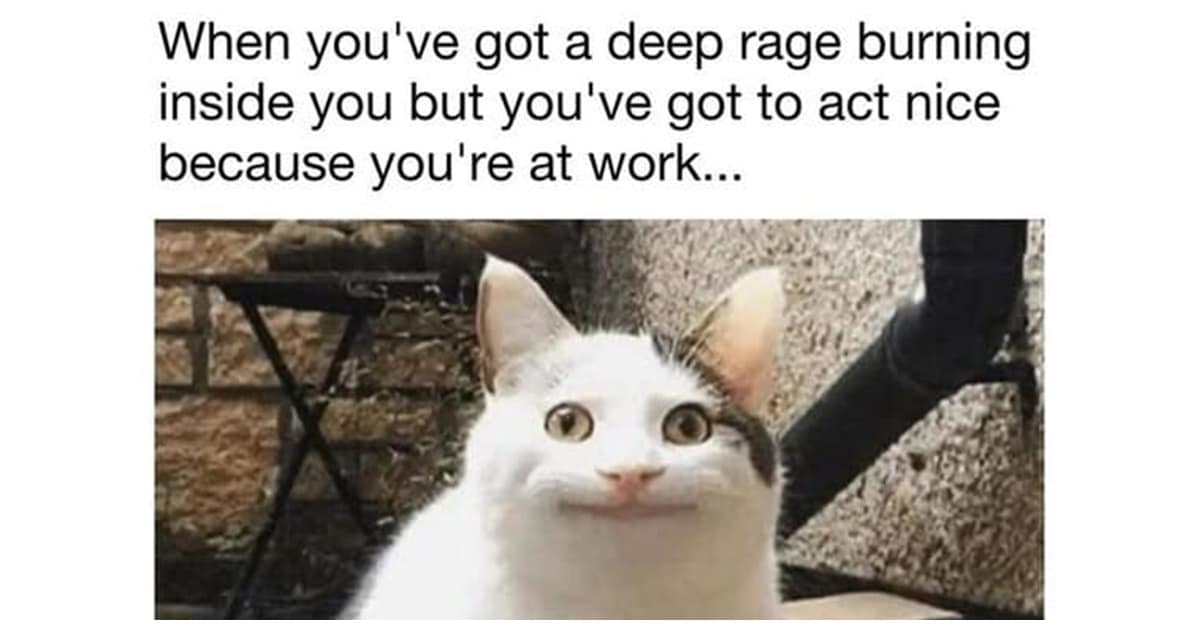 When you've got a deep rage burning
inside you but you've got to act nice
because you're at work...